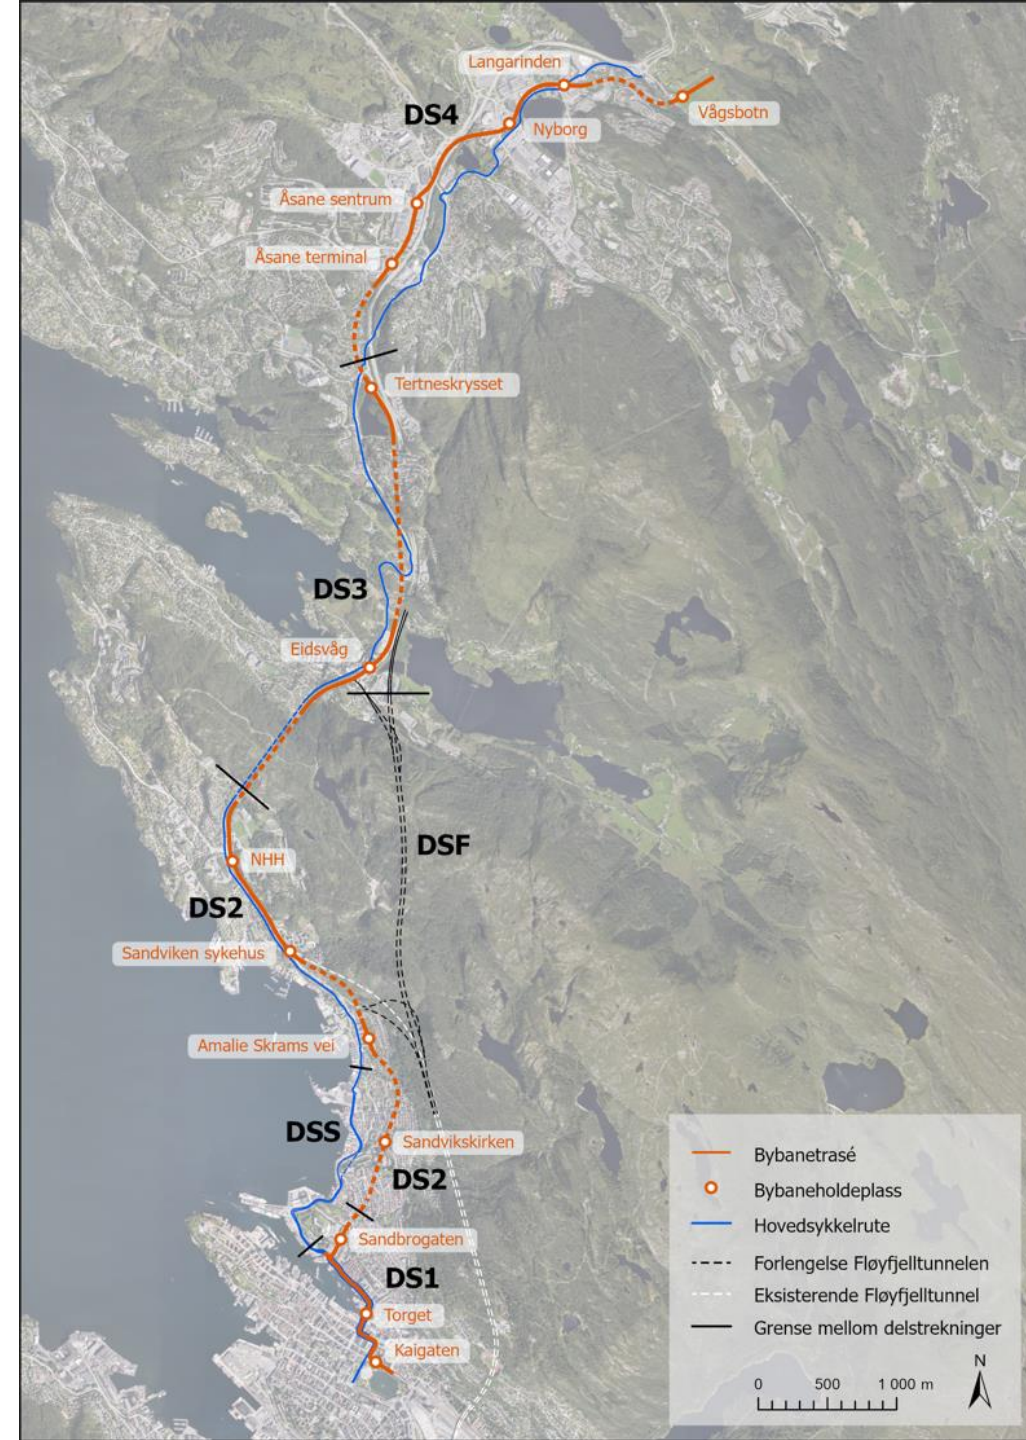 Langarinden
DS4
Vågsbotn
Nyborg
Åsane sentrum
Åsane terminal
Tertneskrysset
DS3
Eidsvåg
DSF
NHH
DS2
Sandviken sykehus
Amalie Skrams vei
DSS
Sandvikskirken
DS2
Sandbrogaten
DS1
Torget
Kaigaten
Bybanetrasé
Bybaneholdeplass
Hovedsykkelrute
Forlengelse Fløyfjelltunnelen
Eksisterende Fløyfjelltunnel
Grense mellom delstrekninger
N
0 500 1 000 m